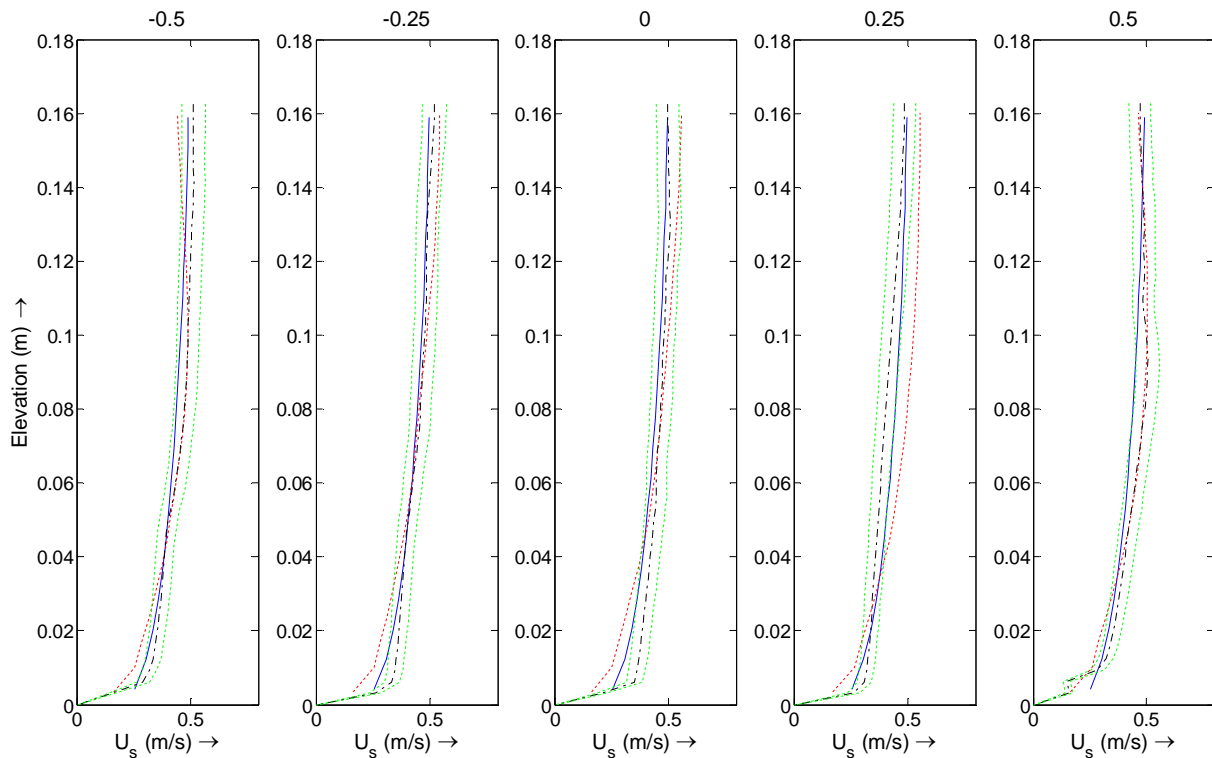 -0.5 -0.25 0 0.25 0.5
0.18 0.18 0.18 0.18 0.18
0.16 0.16 0.16 0.16 0.16
0.14 0.14 0.14 0.14 0.14
0.12 0.12 0.12 0.12 0.12
0.1 0.1 0.1 0.1 0.1
0.08 0.08 0.08 0.08 0.08
0.06 0.06 0.06 0.06 0.06
0.04 0.04 0.04 0.04 0.04
0.02 0.02 0.02 0.02 0.02
0 0 0 0 0
Elevation (m) →
0 0.5 0 0.5 0 0.5 0 0.5 0 0.5
U_s (m/s) → U_s (m/s) → U_s (m/s) → U_s (m/s) → U_s (m/s) →